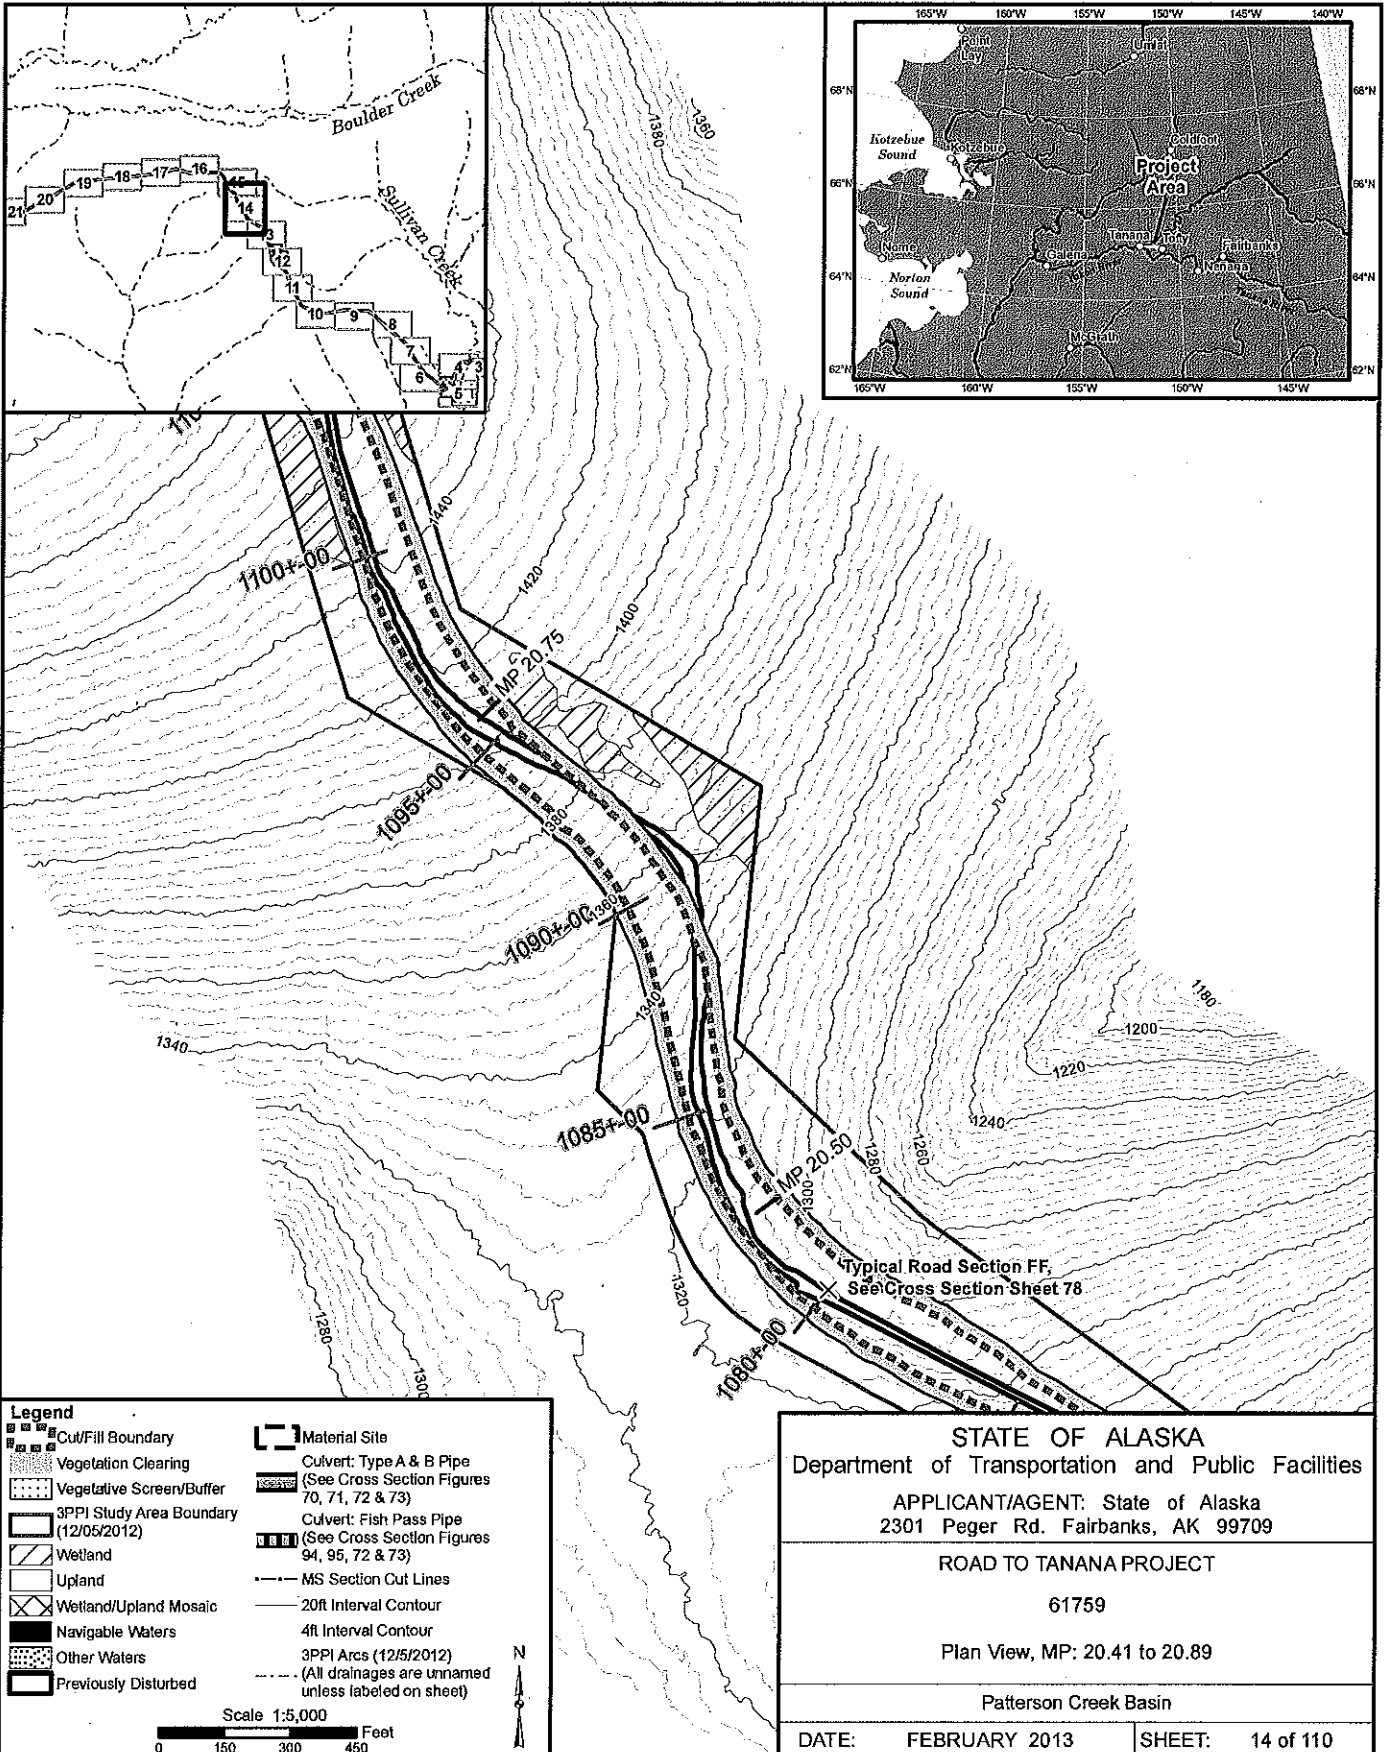 Boulder Creek
Sullivan Creek
21
20
19
18
17
16
15
14
3
12
11
10
9
8
7
6
4
3
5
165°W
160°W
155°W
150°W
145°W
140°W
68°N
66°N
64°N
62°N
68°N
66°N
64°N
62°N
165°W
160°W
155°W
150°W
145°W
Point Lay
Umiat
Kotzebue Sound
Kotzebue
Coldfoot
Project Area
Nome
Norton Sound
Galena
Tanana
Tofty
Fairbanks
Nenana
McGrath
1380
1360
1440
1420
1400
1100+00
MP 20.75
1095+00
1380
1090+00
1360
1340
1340
1085+00
MP 20.50
1180
1200
1220
1240
1260
1280
1300
Typical Road Section FF,
See Cross Section Sheet 78
1080+00
1320
1280
1300
Legend
Cut/Fill Boundary
Vegetation Clearing
Vegetative Screen/Buffer
3PPI Study Area Boundary
(12/05/2012)
Wetland
Upland
Wetland/Upland Mosaic
Navigable Waters
Other Waters
Previously Disturbed
Material Site
Culvert: Type A & B Pipe
(See Cross Section Figures
70, 71, 72 & 73)
Culvert: Fish Pass Pipe
(See Cross Section Figures
94, 95, 72 & 73)
MS Section Cut Lines
20ft Interval Contour
4ft Interval Contour
3PPI Arcs (12/5/2012)
(All drainages are unnamed
unless labeled on sheet)
N
Scale 1:5,000
Feet
0 150 300 450
STATE OF ALASKA
Department of Transportation and Public Facilities
APPLICANT/AGENT: State of Alaska
2301 Peger Rd. Fairbanks, AK 99709
ROAD TO TANANA PROJECT
61759
Plan View, MP: 20.41 to 20.89
Patterson Creek Basin
DATE: FEBRUARY 2013 SHEET: 14 of 110